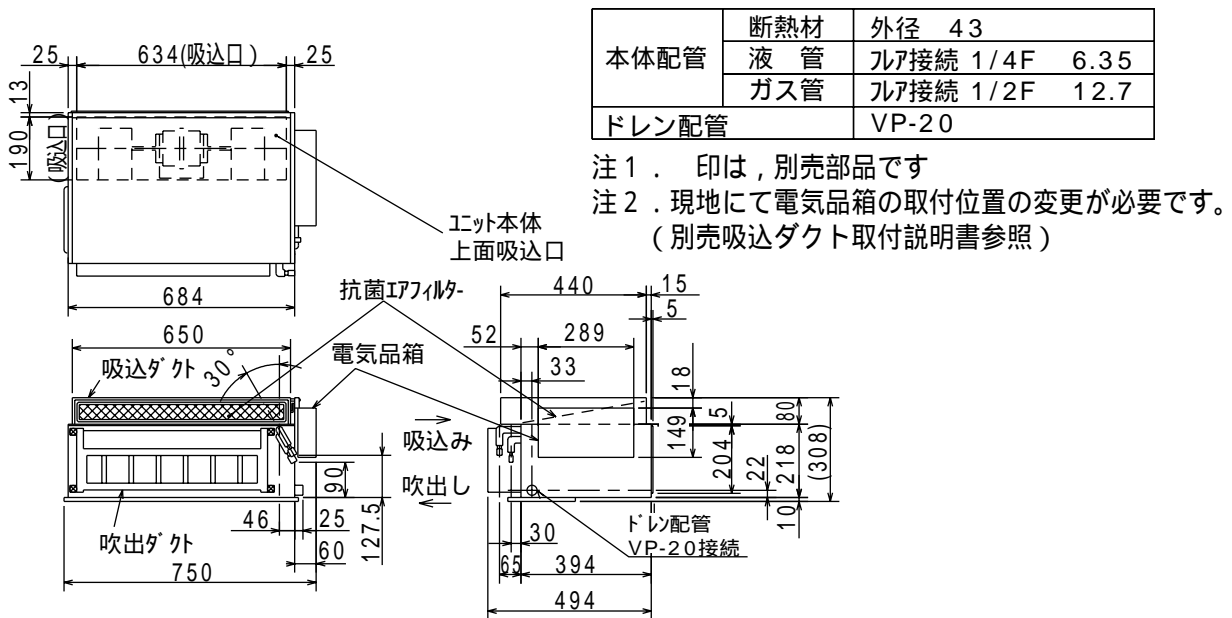 25
634(吸込口)
25
13
190
(吸込口)
ユニット本体
上面吸込口
684
本体配管
断熱材 外径 43
液 管 フレア接続 1/4F 6.35
ガス管 フレア接続 1/2F 12.7
ドレン配管 VP-20
注1. 印は,別売部品です
注2.現地にて電気品箱の取付位置の変更が必要です。
(別売吸込ダクト取付説明書参照)
抗菌エアフィルター
650
吸込ダクト
30°
電気品箱
吸込み
吹出し
90
127.5
46
25
60
吹出ダクト
750
440
15
5
52
289
33
18
149
5
204
22
80
218
(308)
10
ドレン配管
VP-20接続
30
65
394
494